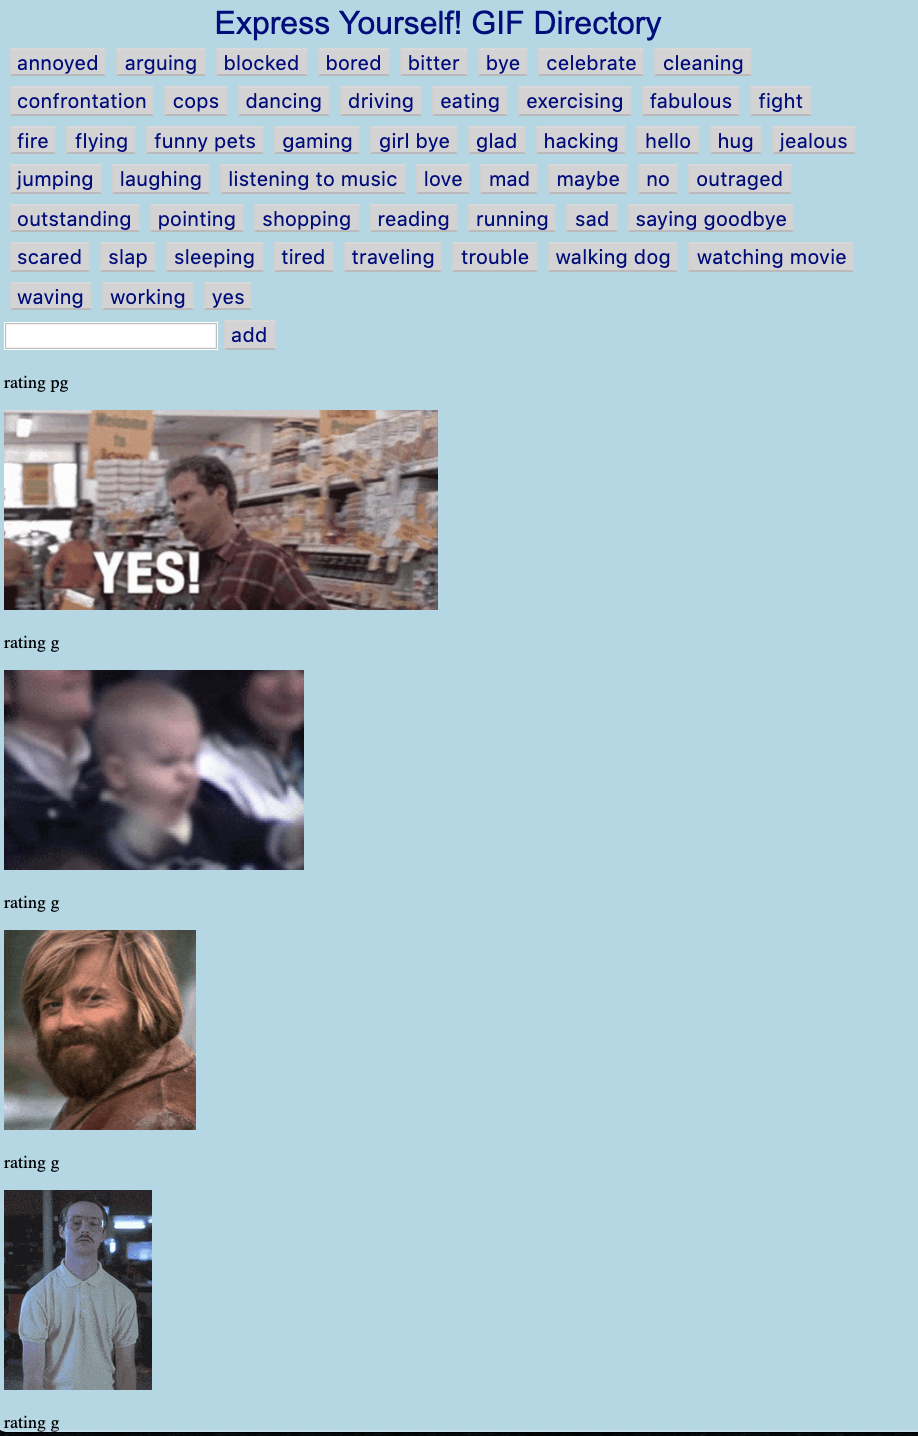 Express Yourself! GIF Directory
annoyed arguing blocked bored bitter bye celebrate cleaning
confrontation cops dancing driving eating exercising fabulous fight
fire flying funny pets gaming girl bye glad hacking hello hug jealous
jumping laughing listening to music love mad maybe no outraged
outstanding pointing shopping reading running sad saying goodbye
scared slap sleeping tired traveling trouble walking dog watching movie
waving working yes
add
rating pg
Welcome
to
YES!
rating g
rating g
rating g
rating g